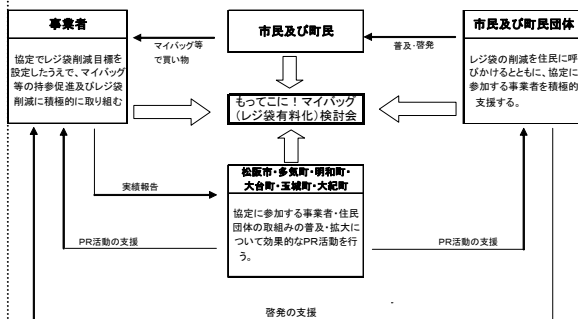 事業者
協定でレジ袋削減目標を
設定したうえで、マイバッグ
等の持参促進及びレジ袋
削減に積極的に取り組む
マイバッグ等
で買い物
市民及び町民
普及・啓発
市民及び町民団体
レジ袋の削減を住民に呼
びかけるとともに、協定に
参加する事業者を積極的
支援する。
もってこに！マイバッグ
（レジ袋有料化）検討会
松阪市・多気町・明和町・
大台町・玉城町・大紀町
協定に参加する事業者・住民
団体の取組みの普及・拡大に
ついて効果的なPR活動を行
う。
実績報告
PR活動の支援
PR活動の支援
啓発の支援